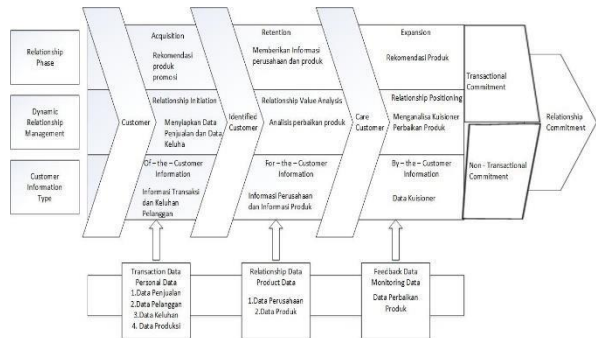 Relationship
Phase
Dynamic
Relationship
Management
Customer
Information
Type
Customer
Acquisition
Rekomendasi
produk
promosi
Relationship Initiation
Menyiapkan Data
Penjualan dan Data
Keluha
Of – the – Customer
Information
Informasi Transaksi
dan Keluhan
Pelanggan
Identified
Customer
Retention
Memberikan Informasi
perusahaan dan produk
Relationship Value Analysis
Analisis perbaikan produk
For – the – Customer
Information
Informasi Perusahaan
dan Informasi Produk
Care
Customer
Expansion
Rekomendasi Produk
Relationship Positioning
Menganalisa Kuisioner
Perbaikan Produk
By – the – Customer
Information
Data Kuisioner
Transactional
Commitment
Non - Transactional
Commitment
Relationship
Commitment
Transaction Data
Personal Data
1.Data Penjualan
2.Data Pelanggan
3.Data Keluhan
4. Data Produksi
Relationship Data
Product Data
1.Data Perusahaan
2.Data Produk
Feedback Data
Monitoring Data
Data Perbaikan
Produk